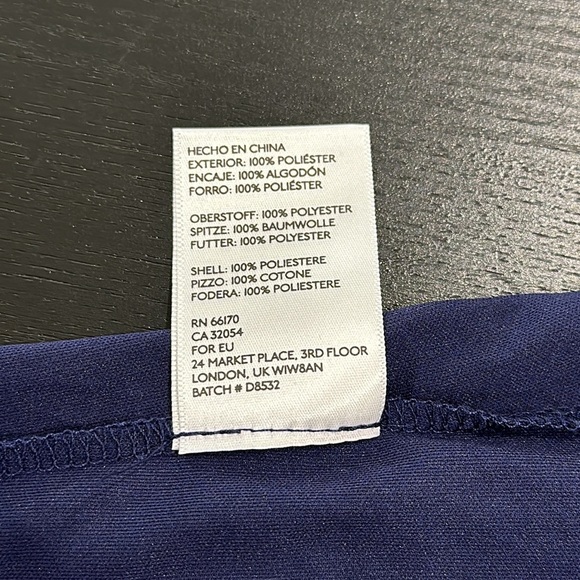 HECHO EN CHINA
EXTERIOR: 100% POLIÉSTER
ENCAJE: 100% ALGODÓN
FORRO: 100% POLIÉSTER
OBERSTOFF: 100% POLYESTER
SPITZE: 100% BAUMWOLLE
FUTTER: 100% POLYESTER
SHELL: 100% POLIESTERE
PIZZO: 100% COTONE
FODERA: 100% POLIESTERE
RN 66170
CA 32054
FOR EU
24 MARKET PLACE, 3RD FLOOR
LONDON, UK W1W8AN
BATCH # D8532